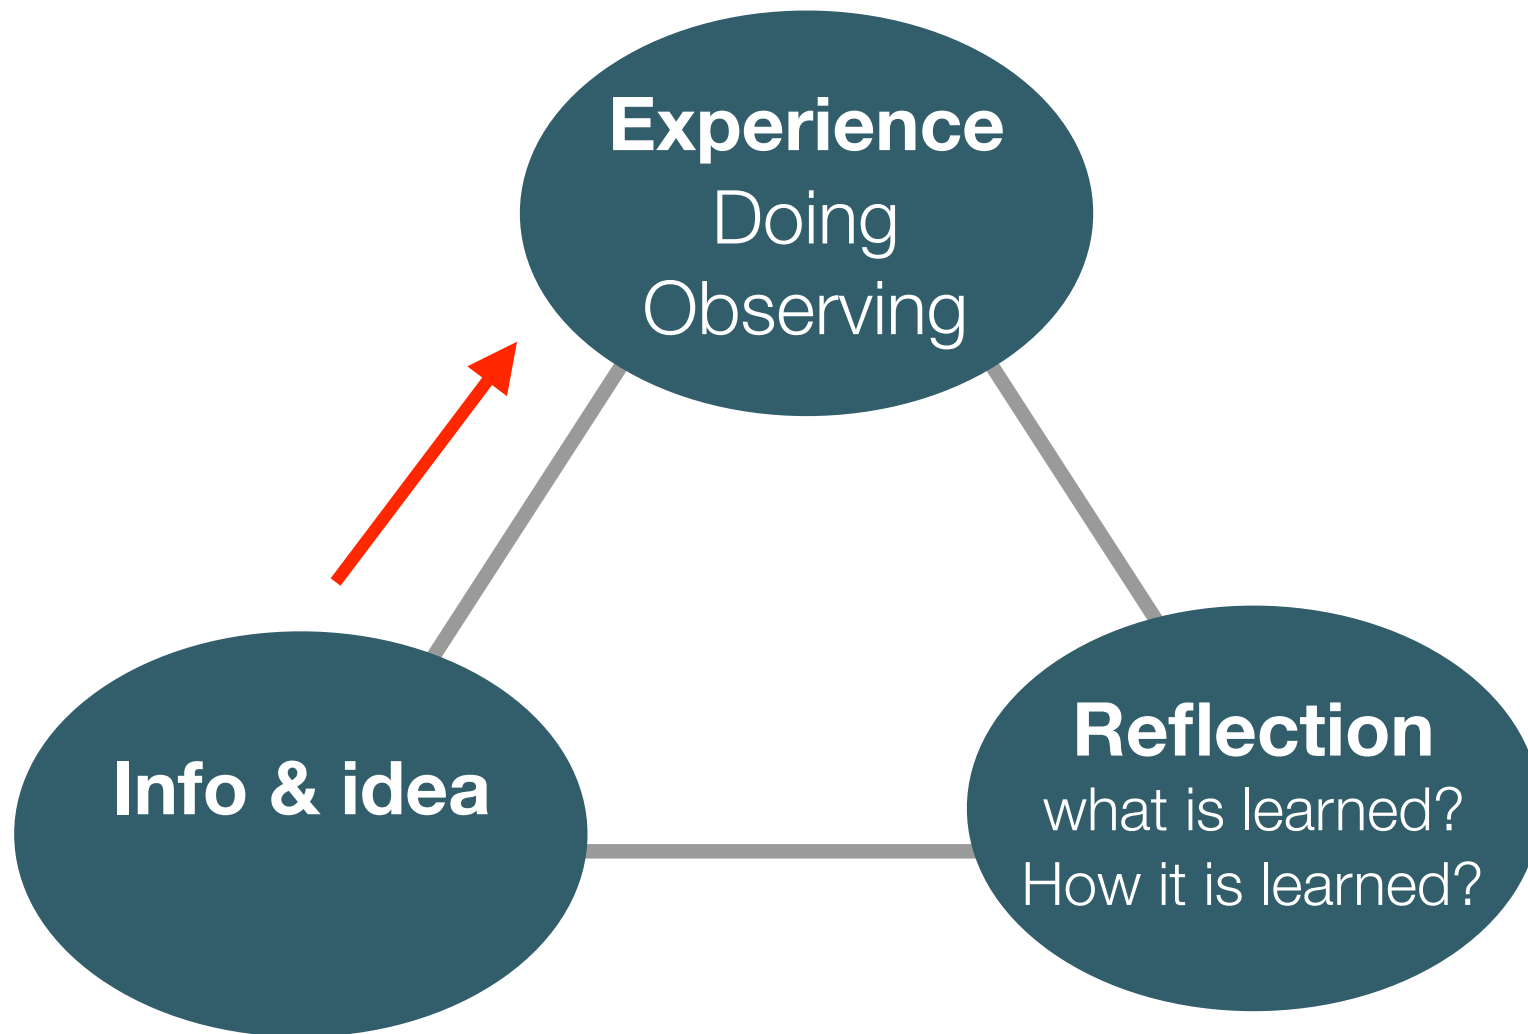 Experience
Doing
Observing
Info & idea
Reflection
what is learned?
How it is learned?